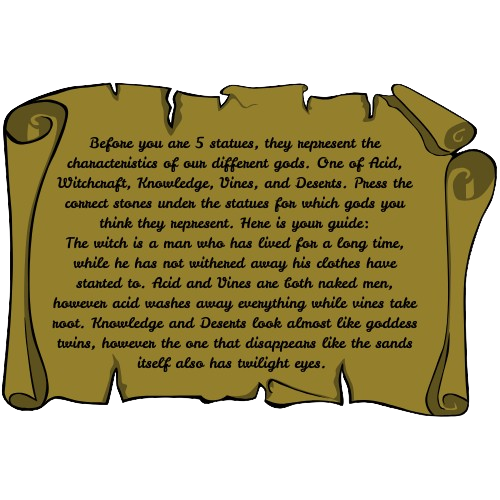 Before you are 5 statues, they represent the
characteristics of our different gods. One of Acid,
Witchcraft, Knowledge, Vines, and Deserts. Press the
correct stones under the statues for which gods you
think they represent. Here is your guide:
The witch is a man who has lived for a long time,
while he has not withered away his clothes have
started to. Acid and Vines are both naked men,
however acid washes away everything while vines take
root. Knowledge and Deserts look almost like goddess
twins, however the one that disappears like the sands
itself also has twilight eyes.